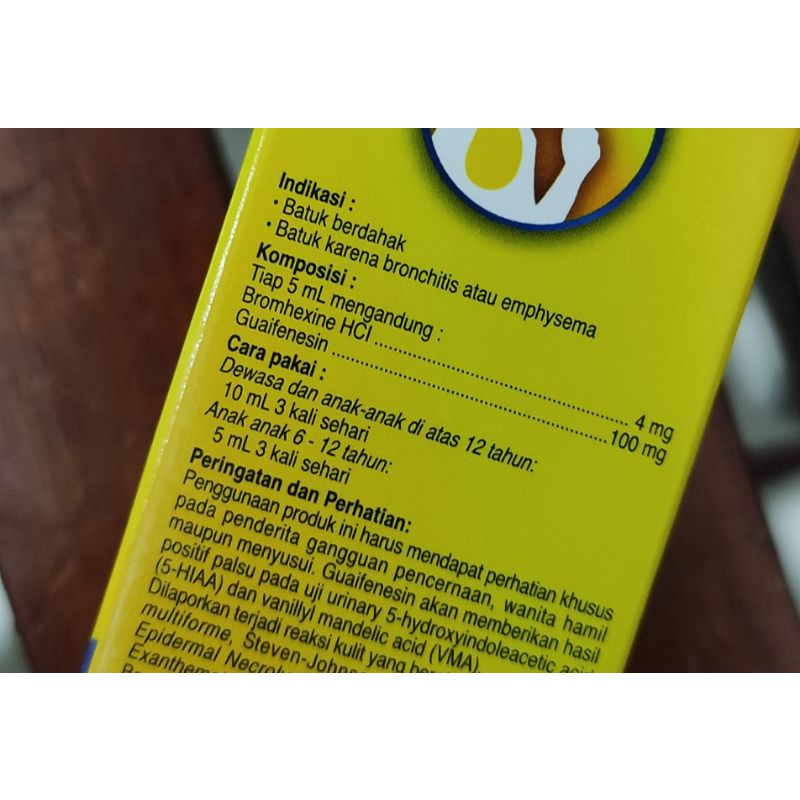 Indikasi :
• Batuk berdahak
• Batuk karena bronchitis atau emphysema
Komposisi :
Tiap 5 mL mengandung :
Bromhexine HCl ........................................ 4 mg
Guaifenesin ............................................. 100 mg
Cara pakai :
Dewasa dan anak-anak di atas 12 tahun:
10 mL 3 kali sehari
Anak anak 6 - 12 tahun:
5 mL 3 kali sehari
Peringatan dan Perhatian:
Penggunaan produk ini harus mendapat perhatian khusus
pada penderita gangguan pencernaan, wanita hamil
maupun menyusui. Guaifenesin akan memberikan hasil
positif palsu pada uji urinary 5-hydroxyindoleacetic acid
(5-HIAA) dan vanillyl mandelic acid (VMA).
Dilaporkan terjadi reaksi kulit yang
multiforme, Steven-Johns
Epidermal Necroly
Exanthem